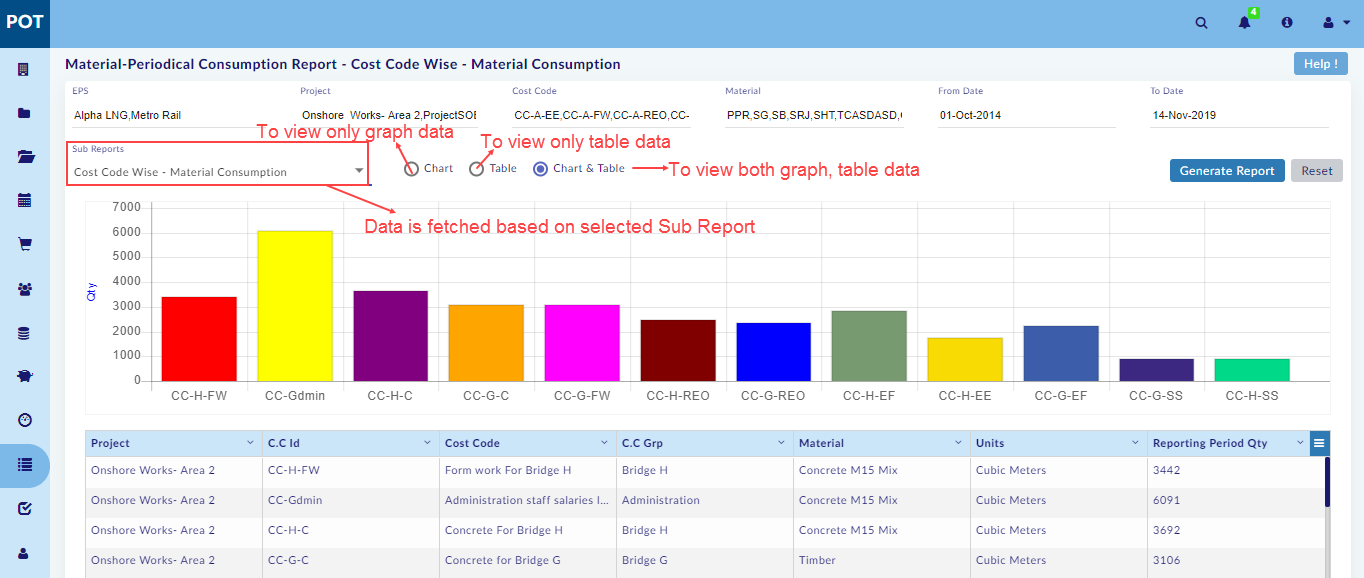 POT
4
Material-Periodical Consumption Report - Cost Code Wise - Material Consumption
Help !
EPS Project Cost Code Material From Date To Date
Alpha LNG,Metro Rail Onshore Works- Area 2,ProjectSOE CC-A-EE,CC-A-FW,CC-A-REO,CC- PPR,SG,SB,SRJ,SHT,TCASDASD, 01-Oct-2014 14-Nov-2019
To view only graph data
To view only table data
Sub Reports
Cost Code Wise - Material Consumption
Chart Table Chart & Table
To view both graph, table data
Generate Report Reset
Data is fetched based on selected Sub Report
7000
6000
5000
4000
3000
2000
1000
0
Qty
CC-H-FW CC-Gdmin CC-H-C CC-G-C CC-G-FW CC-H-REO CC-G-REO CC-H-EF CC-H-EE CC-G-EF CC-G-SS CC-H-SS
Project C.C Id Cost Code C.C Grp Material Units Reporting Period Qty
Onshore Works- Area 2 CC-H-FW Form work For Bridge H Bridge H Concrete M15 Mix Cubic Meters 3442
Onshore Works- Area 2 CC-Gdmin Administration staff salaries I... Administration Concrete M15 Mix Cubic Meters 6091
Onshore Works- Area 2 CC-H-C Concrete For Bridge H Bridge H Concrete M15 Mix Cubic Meters 3692
Onshore Works- Area 2 CC-G-C Concrete for Bridge G Bridge G Timber Cubic Meters 3106